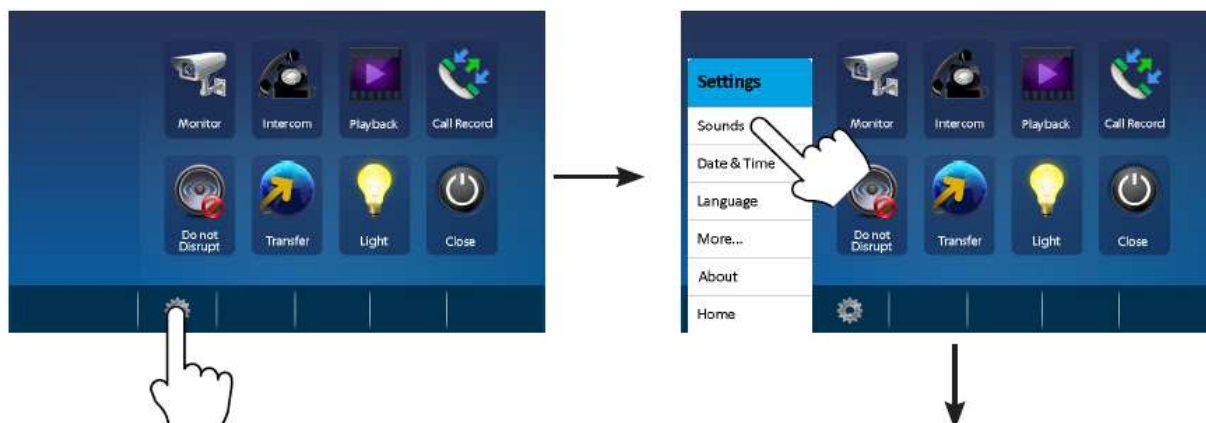 Monitor
Intercom
Playback
Call Record
Do not
Disrupt
Transfer
Light
Close
Settings
Sounds
Date & Time
Language
More...
About
Home
Monitor
Intercom
Playback
Call Record
Do not
Disrupt
Transfer
Light
Close